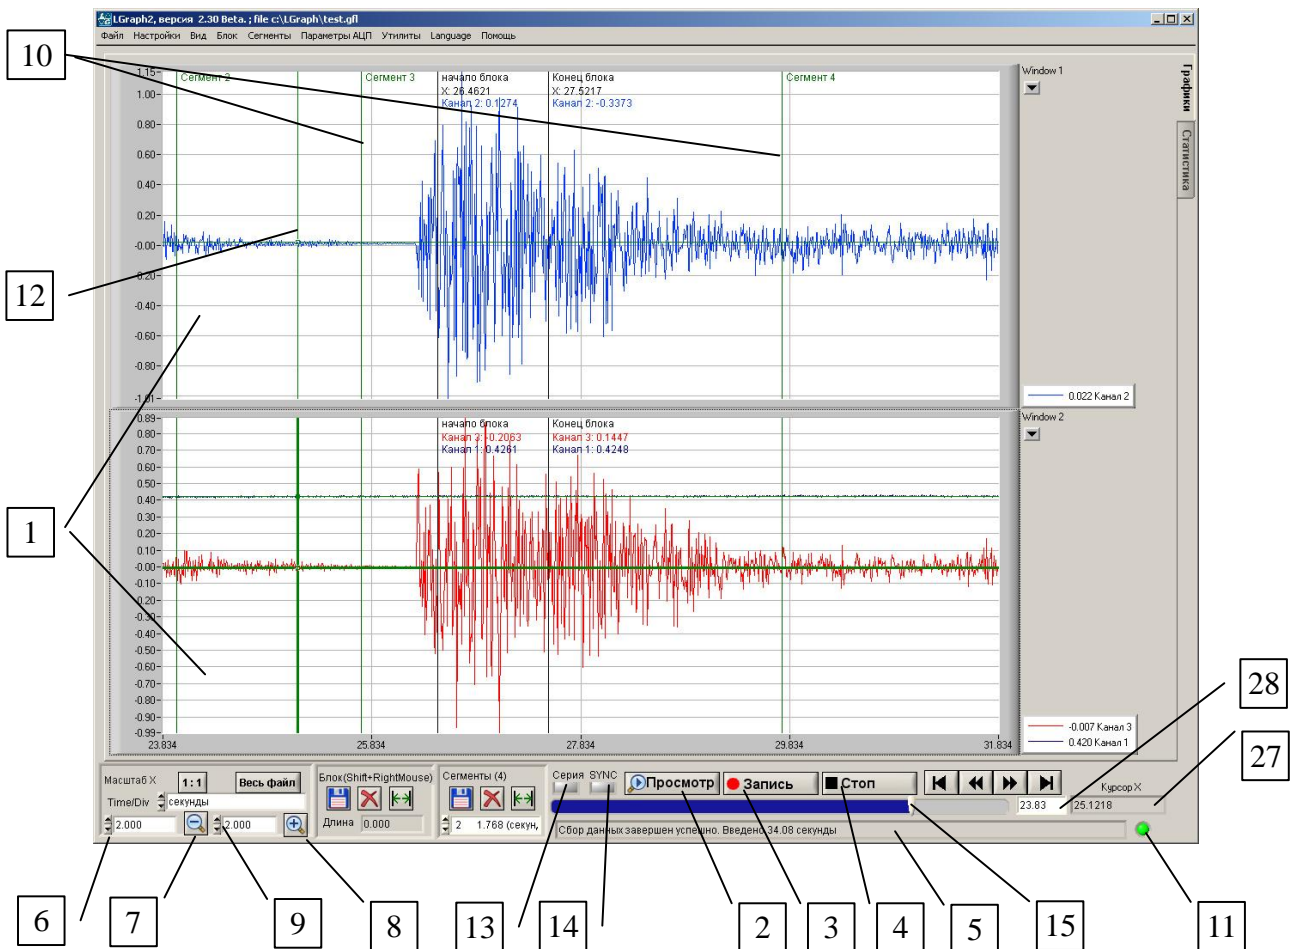 LGraph2, версия 2.30 Beta. ; file c:\LGraph\test.gfl
Файл Настройки Вид Блок Сегменты Параметры АЦП Утилиты Language Помощь
10
1.15
1.00
0.80
0.60
0.40
0.20
-0.00
-0.20
-0.40
-0.60
-0.80
-1.01
Сегмент 2
Сегмент 3
начало блока
X: 26.4621
Канал 2: 0.1274
Конец блока
X: 27.5217
Канал 2: -0.3373
Сегмент 4
Window 1
Графики
Статистика
12
0.022 Канал 2
1
0.89
0.80
0.70
0.60
0.50
0.40
0.30
0.20
0.10
-0.00
-0.10
-0.20
-0.30
-0.40
-0.50
-0.60
-0.70
-0.80
-0.90
-0.99
начало блока
Канал 3: -0.2063
Канал 1: 0.4261
Конец блока
Канал 3: 0.1447
Канал 1: 0.4248
Window 2
-0.007 Канал 3
0.420 Канал 1
23.834 25.834 27.834 29.834 31.834
28
27
Масштаб X 1:1 Весь файл
Time/Div секунды
2.000 2.000
Блок(Shift+RightMouse)
Длина 0.000
Сегменты (4)
2 1.768 (секун,
Серия SYNC
Просмотр Запись Стоп
Курсор X
23.83 25.1218
Сбор данных завершен успешно. Введено 34.08 секунды
6 7 9 8 13 14 2 3 4 5 15 11